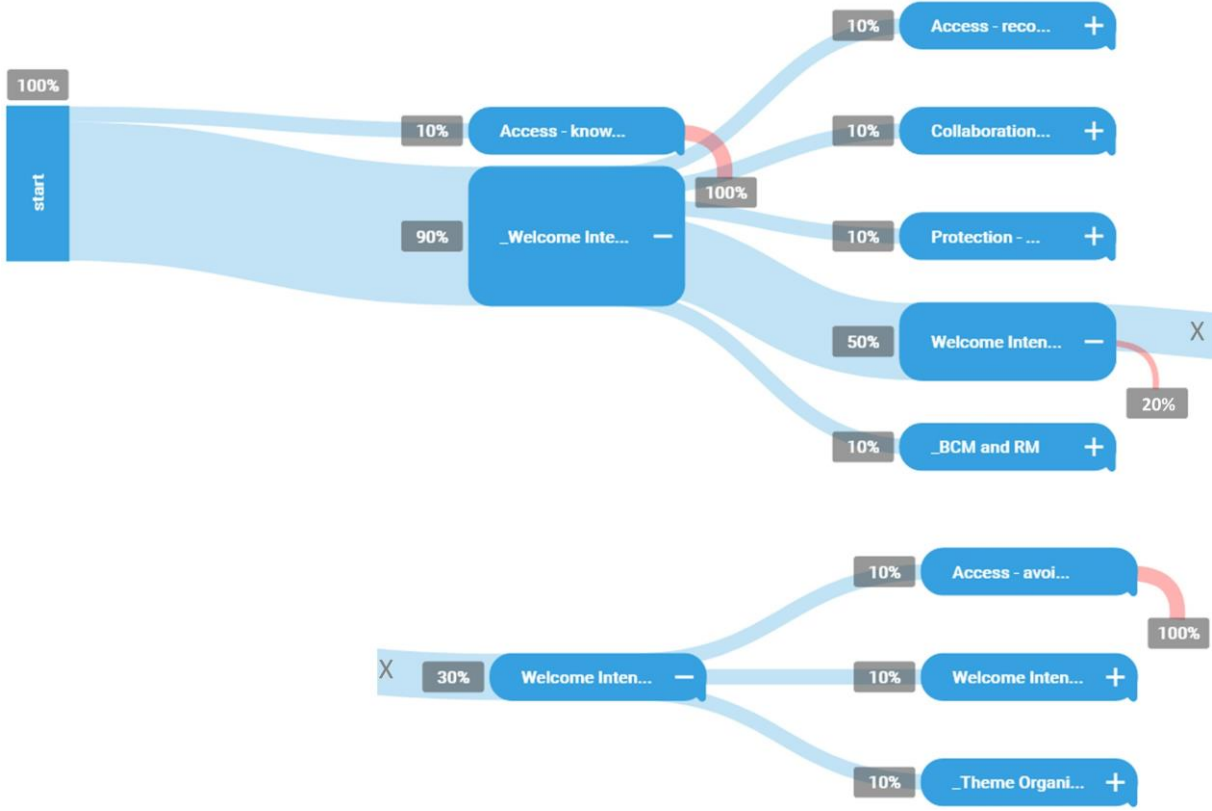 100%
start
10% Access - know...
100%
90% _Welcome Inte... −
10% Access - reco... +
10% Collaboration... +
10% Protection - ... +
50% Welcome Inten... −
X
20%
10% _BCM and RM +
X
30% Welcome Inten... −
10% Access - avoi...
100%
10% Welcome Inten... +
10% _Theme Organi... +